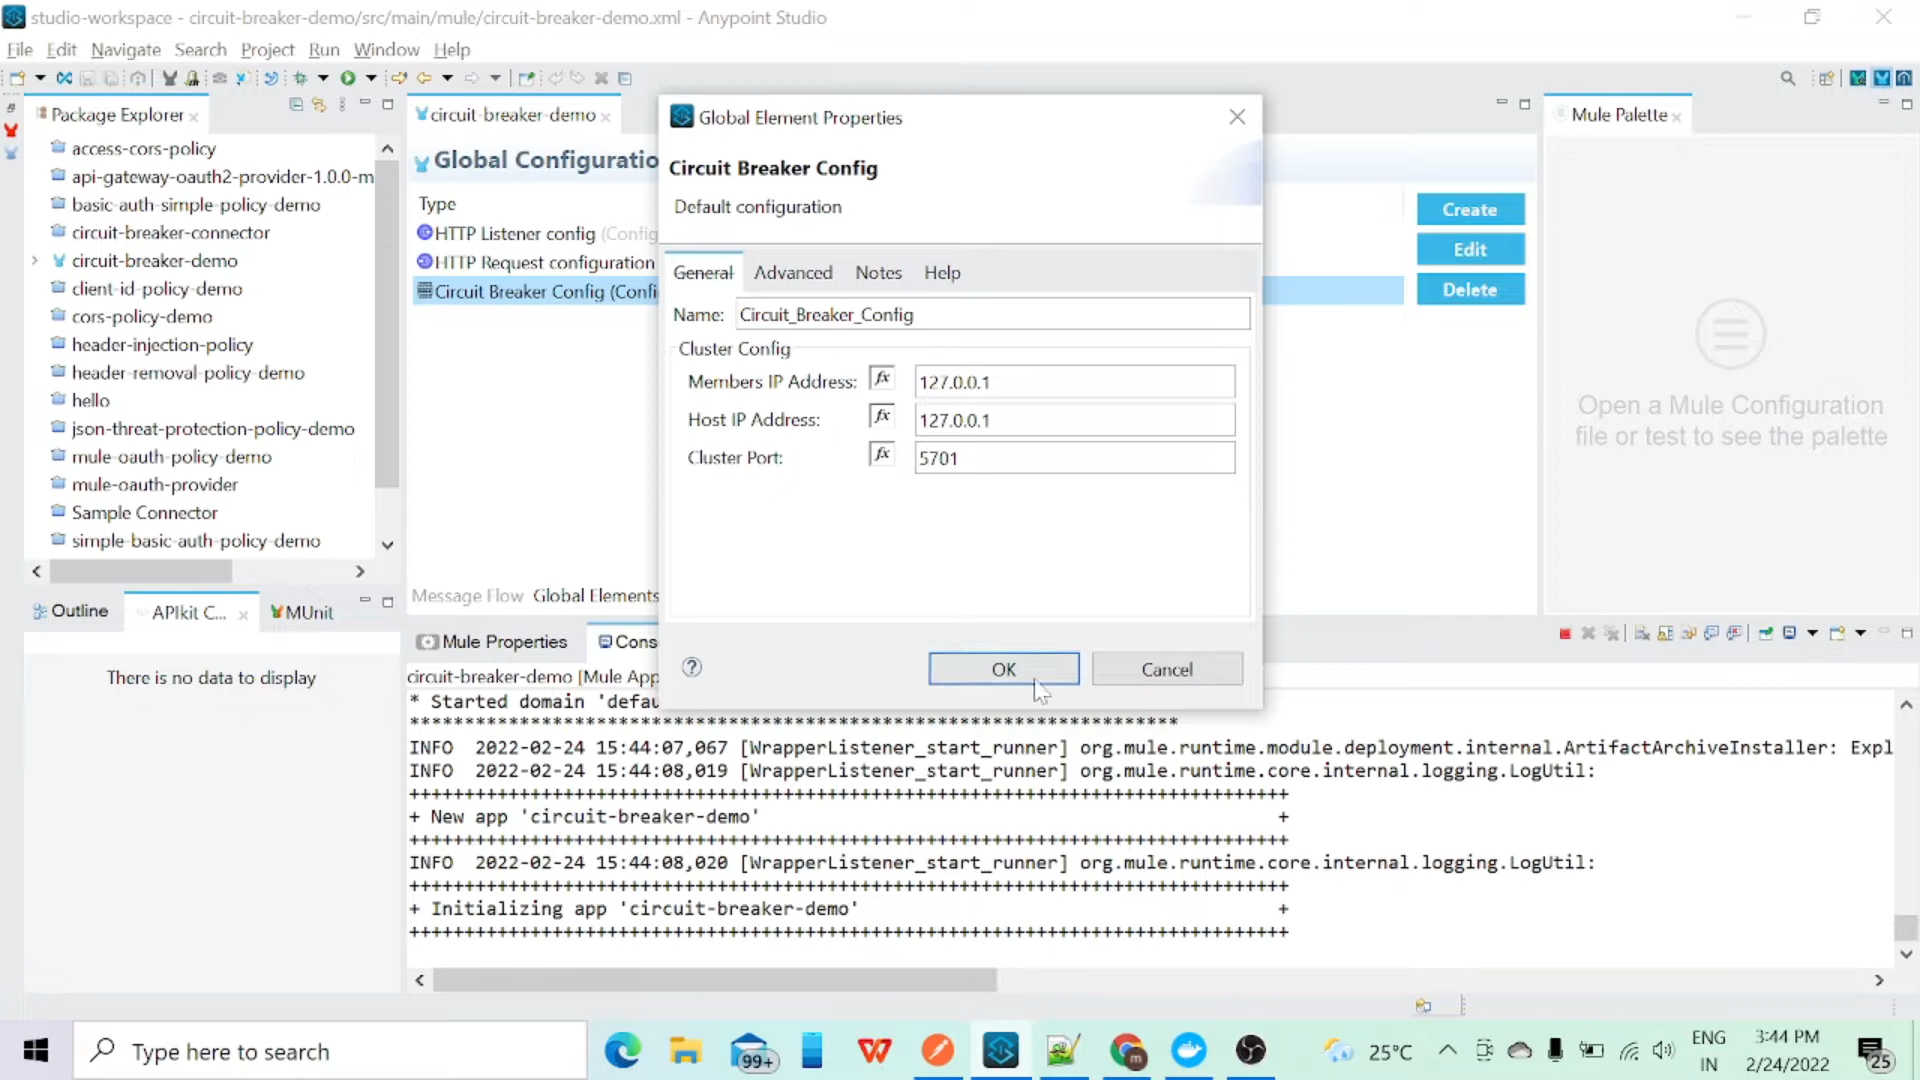 studio-workspace - circuit-breaker-demo/src/main/mule/circuit-breaker-demo.xml - Anypoint Studio
File Edit Navigate Search Project Run Window Help
Package Explorer
access-cors-policy
api-gateway-oauth2-provider-1.0.0-m
basic-auth-simple-policy-demo
circuit-breaker-connector
circuit-breaker-demo
client-id-policy-demo
cors-policy-demo
header-injection-policy
header-removal-policy-demo
hello
json-threat-protection-policy-demo
mule-oauth-policy-demo
mule-oauth-provider
Sample Connector
simple-basic-auth-policy-demo
Outline APIkit C... MUnit
There is no data to display
circuit-breaker-demo
Global Configuratio
Type
HTTP Listener config (Config
HTTP Request configuration
Circuit Breaker Config (Confi
Message Flow Global Elements
Create
Edit
Delete
Global Element Properties
Circuit Breaker Config
Default configuration
General Advanced Notes Help
Name: Circuit_Breaker_Config
Cluster Config
Members IP Address: fx 127.0.0.1
Host IP Address: fx 127.0.0.1
Cluster Port: fx 5701
OK Cancel
Mule Palette
Open a Mule Configuration
file or test to see the palette
Mule Properties Cons
circuit-breaker-demo [Mule App
* Started domain 'defau
**********************************************************************
INFO 2022-02-24 15:44:07,067 [WrapperListener_start_runner] org.mule.runtime.module.deployment.internal.ArtifactArchiveInstaller: Expl
INFO 2022-02-24 15:44:08,019 [WrapperListener_start_runner] org.mule.runtime.core.internal.logging.LogUtil:
++++++++++++++++++++++++++++++++++++++++++++++++++++++++++++++++++++++++++++++++
+ New app 'circuit-breaker-demo' +
++++++++++++++++++++++++++++++++++++++++++++++++++++++++++++++++++++++++++++++++
INFO 2022-02-24 15:44:08,020 [WrapperListener_start_runner] org.mule.runtime.core.internal.logging.LogUtil:
++++++++++++++++++++++++++++++++++++++++++++++++++++++++++++++++++++++++++++++++
+ Initializing app 'circuit-breaker-demo' +
++++++++++++++++++++++++++++++++++++++++++++++++++++++++++++++++++++++++++++++++
Type here to search
99+
25°C
ENG
IN
3:44 PM
2/24/2022
25